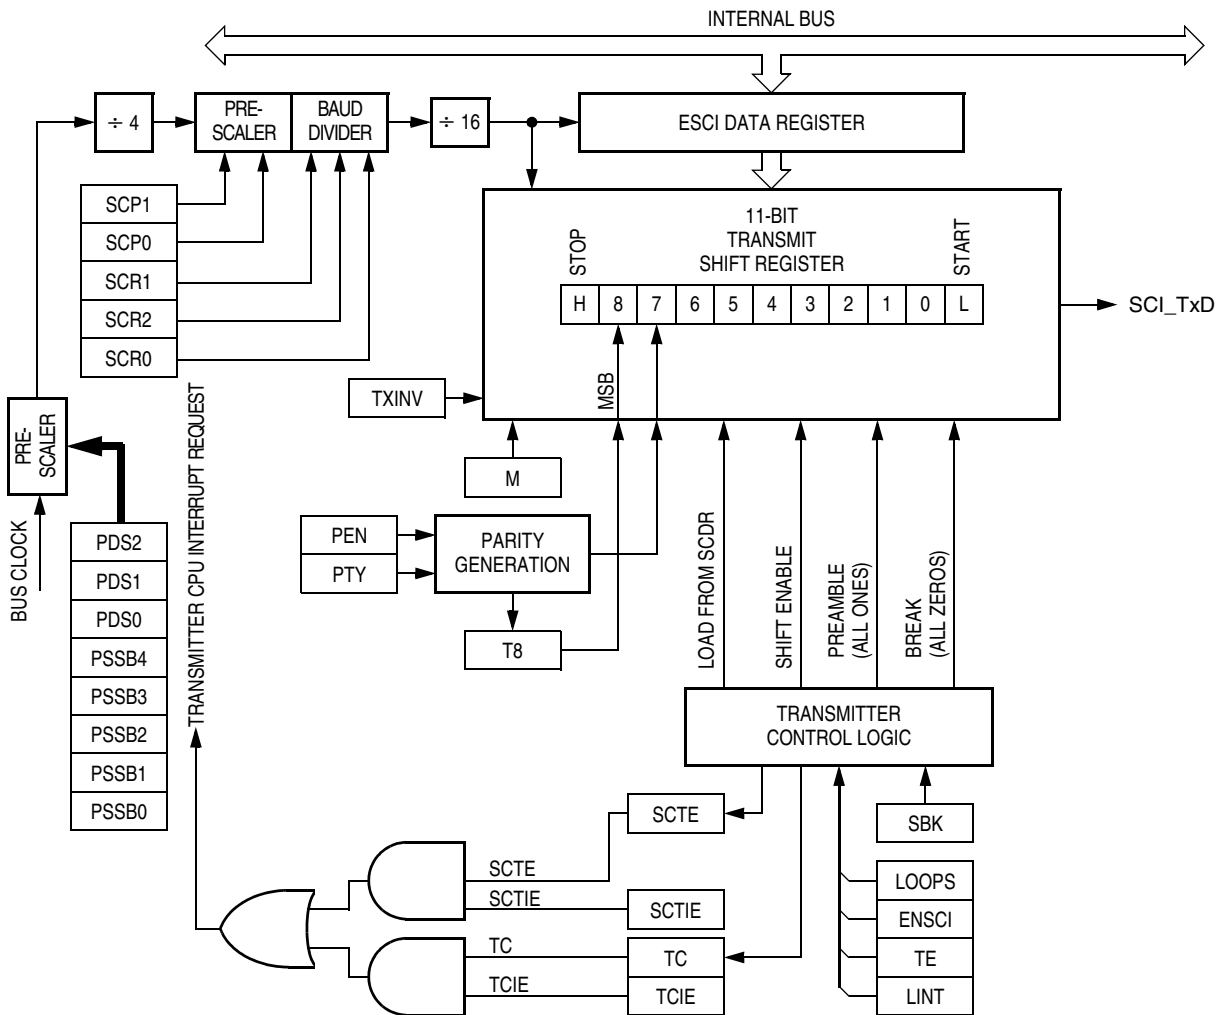 INTERNAL BUS
÷ 4
PRE-
SCALER
BAUD
DIVIDER
÷ 16
ESCI DATA REGISTER
SCP1
SCP0
SCR1
SCR2
SCR0
11-BIT
TRANSMIT
SHIFT REGISTER
STOP
START
H 8 7 6 5 4 3 2 1 0 L
SCI_TxD
MSB
TXINV
M
PRE-
SCALER
BUS CLOCK
PDS2
PDS1
PDS0
PSSB4
PSSB3
PSSB2
PSSB1
PSSB0
TRANSMITTER CPU INTERRUPT REQUEST
PEN
PTY
PARITY
GENERATION
T8
LOAD FROM SCDR
SHIFT ENABLE
PREAMBLE
(ALL ONES)
BREAK
(ALL ZEROS)
TRANSMITTER
CONTROL LOGIC
SCTE
SBK
SCTE
SCTIE
SCTIE
TC
TC
TCIE
TCIE
LOOPS
ENSCI
TE
LINT